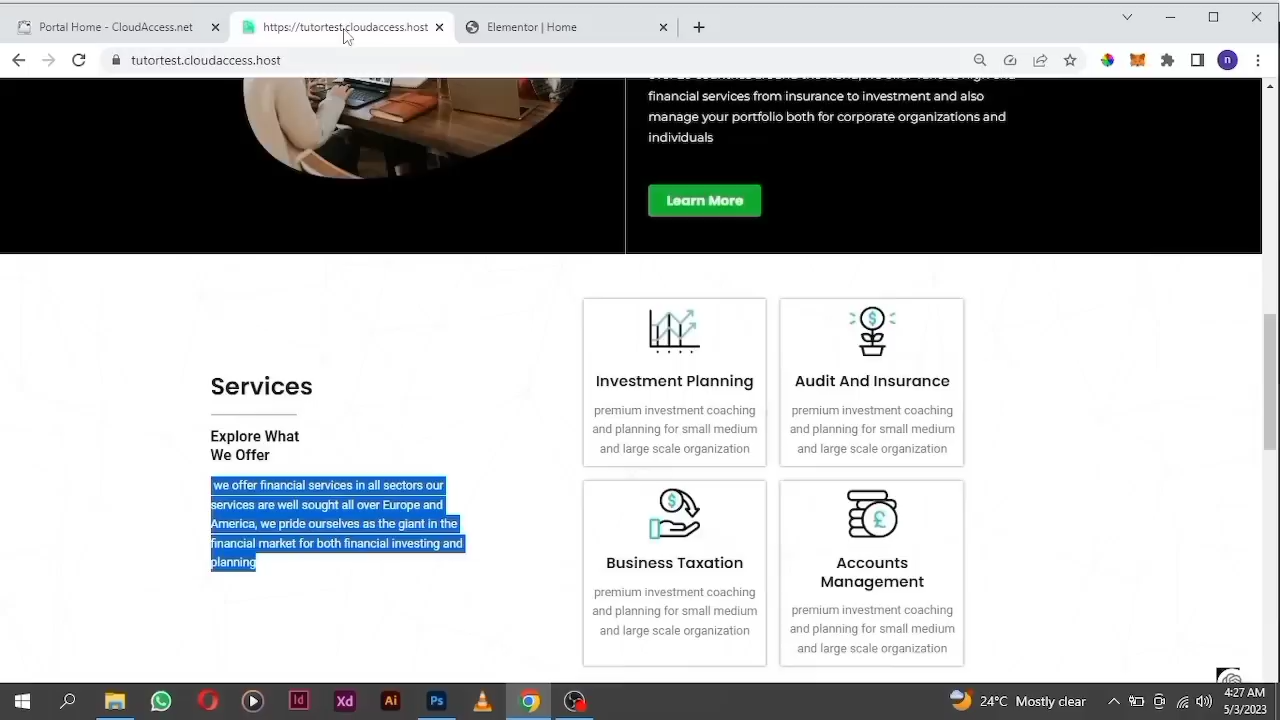 Portal Home - CloudAccess.net
https://tutortest.cloudaccess.host
Elementor | Home
tutortest.cloudaccess.host
n
financial services from insurance to investment and also
manage your portfolio both for corporate organizations and
individuals
Learn More
Services
Explore What
We Offer
we offer financial services in all sectors our
services are well sought all over Europe and
America, we pride ourselves as the giant in the
financial market for both financial investing and
planning
Investment Planning
premium investment coaching
and planning for small medium
and large scale organization
Audit And Insurance
premium investment coaching
and planning for small medium
and large scale organization
Business Taxation
premium investment coaching
and planning for small medium
and large scale organization
Accounts
Management
premium investment coaching
and planning for small medium
and large scale organization
Id
Xd
Ai
Ps
24°C Mostly clear
4:27 AM
5/3/2023